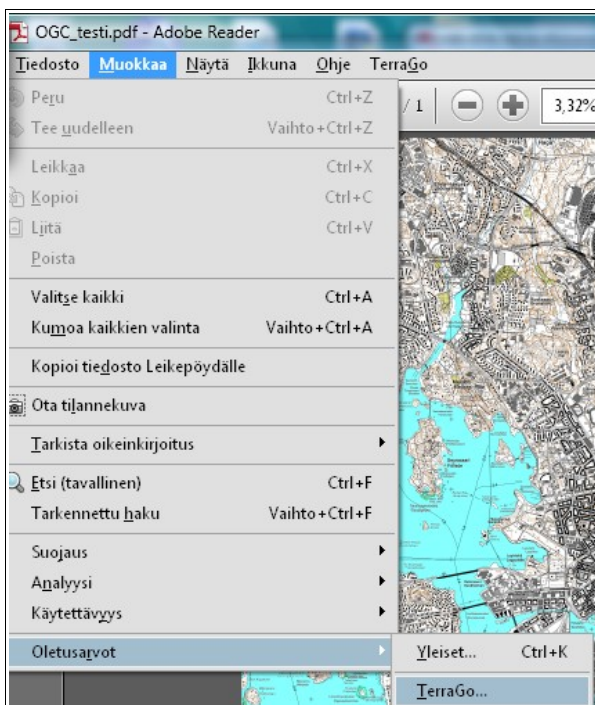 OGC_testi.pdf - Adobe Reader
Tiedosto Muokkaa Näytä Ikkuna Ohje TerraGo
/ 1 3,32%
Peru Ctrl+Z
Tee uudelleen Vaihto+Ctrl+Z
Leikkaa Ctrl+X
Kopioi Ctrl+C
Liitä Ctrl+V
Poista
Valitse kaikki Ctrl+A
Kumoa kaikkien valinta Vaihto+Ctrl+A
Kopioi tiedosto Leikepöydälle
Ota tilannekuva
Tarkista oikeinkirjoitus
Etsi (tavallinen) Ctrl+F
Tarkennettu haku Vaihto+Ctrl+F
Suojaus
Analyysi
Käytettävyys
Oletusarvot
Yleiset... Ctrl+K
TerraGo...